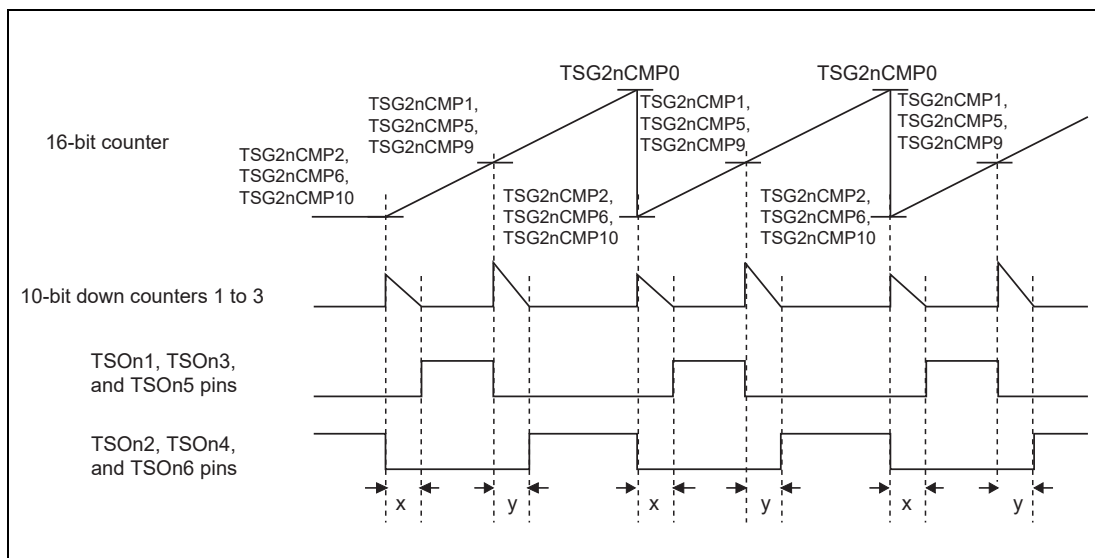 TSG2nCMP0
TSG2nCMP0
TSG2nCMP1,
TSG2nCMP5,
TSG2nCMP9
TSG2nCMP1,
TSG2nCMP5,
TSG2nCMP9
TSG2nCMP1,
TSG2nCMP5,
TSG2nCMP9
16-bit counter
TSG2nCMP2,
TSG2nCMP6,
TSG2nCMP10
TSG2nCMP2,
TSG2nCMP6,
TSG2nCMP10
TSG2nCMP2,
TSG2nCMP6,
TSG2nCMP10
10-bit down counters 1 to 3
TSOn1, TSOn3,
and TSOn5 pins
TSOn2, TSOn4,
and TSOn6 pins
x
y
x
y
x
y